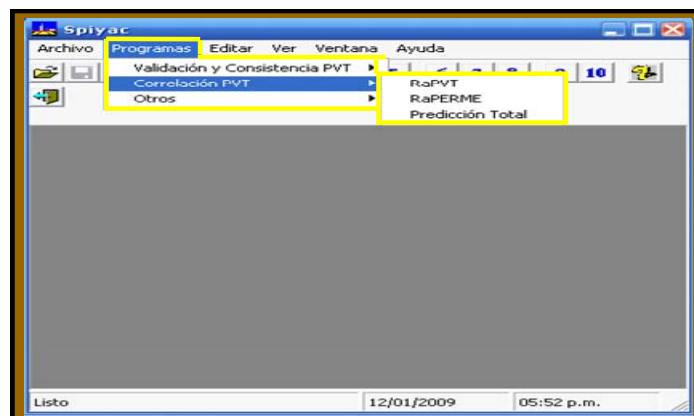 Spiyac
Archivo Programas Editar Ver Ventana Ayuda
Validación y Consistencia PVT
Correlación PVT
Otros
10
RaPVT
RaPERME
Predicción Total
Listo 12/01/2009 05:52 p.m.